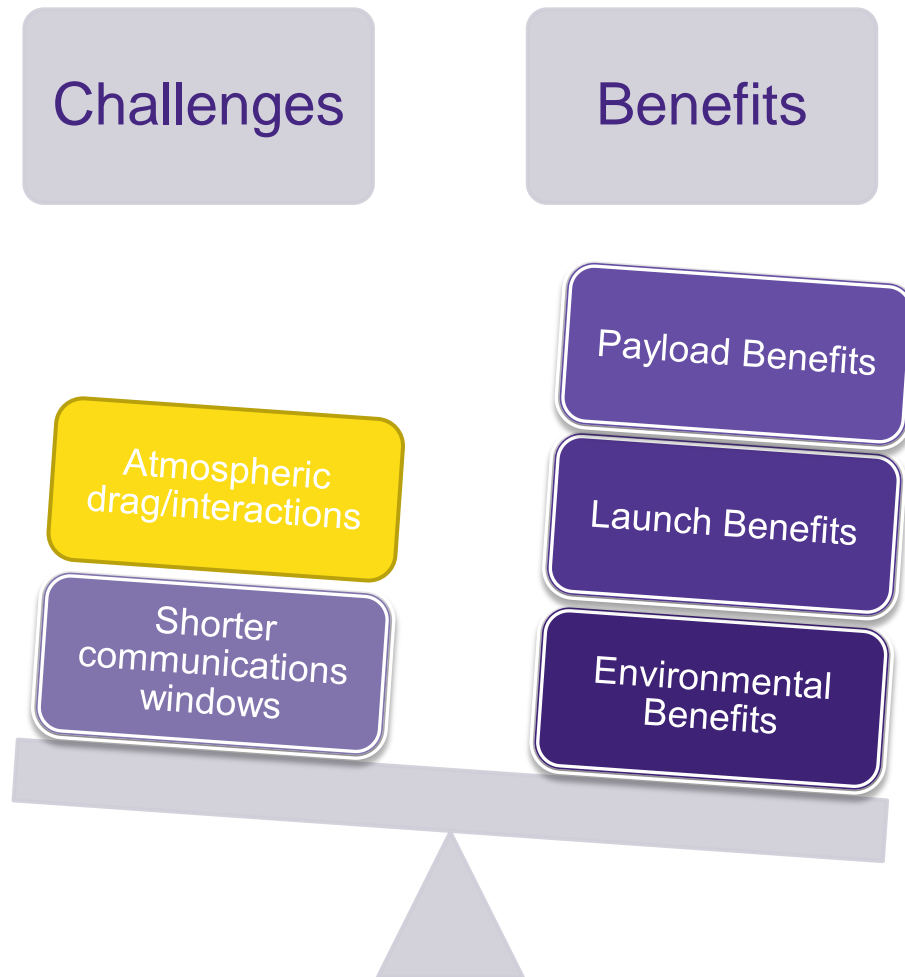 Challenges
Benefits
Payload Benefits
Atmospheric
drag/interactions
Launch Benefits
Shorter
communications
windows
Environmental
Benefits